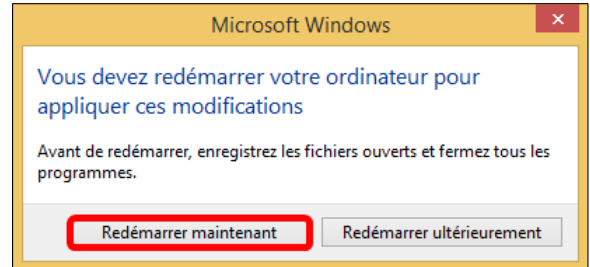 Microsoft Windows
Vous devez redémarrer votre ordinateur pour
appliquer ces modifications
Avant de redémarrer, enregistrez les fichiers ouverts et fermez tous les
programmes.
Redémarrer maintenant Redémarrer ultérieurement